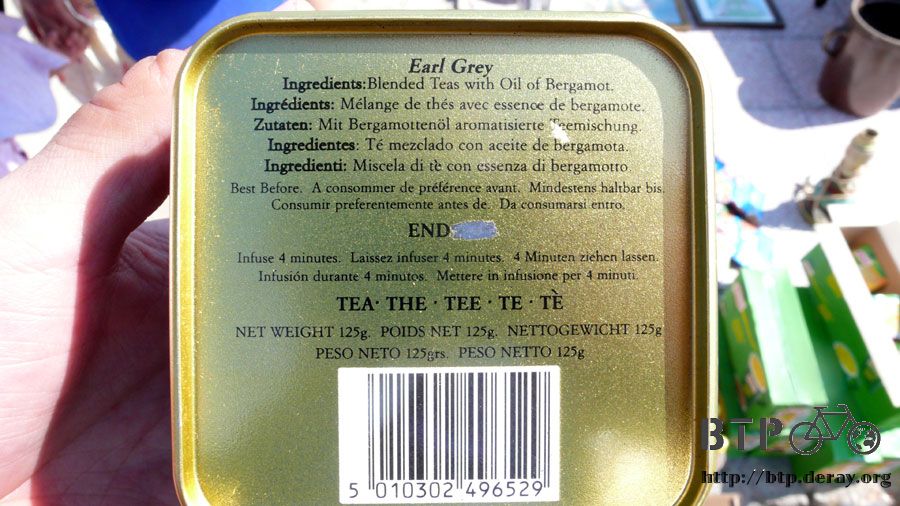 Earl Grey
Ingredients:Blended Teas with Oil of Bergamot.
Ingrédients: Mélange de thés avec essence de bergamote.
Zutaten: Mit Bergamottenöl aromatisierte Teemischung.
Ingredientes: Té mezclado con aceite de bergamota.
Ingredienti: Miscela di tè con essenza di bergamotto.
Best Before. A consommer de préférence avant. Mindestens haltbar bis.
Consumir preferentemente antes de. Da consumarsi entro.
END
Infuse 4 minutes. Laissez infuser 4 minutes. 4 Minuten ziehen lassen.
Infusión durante 4 minutos. Mettere in infusione per 4 minuti.
TEA· THE · TEE · TE · TÈ
NET WEIGHT 125g. POIDS NET 125g. NETTOGEWICHT 125g
PESO NETO 125grs. PESO NETTO 125g
5 010302 496529
BTP
http://btp.deray.org